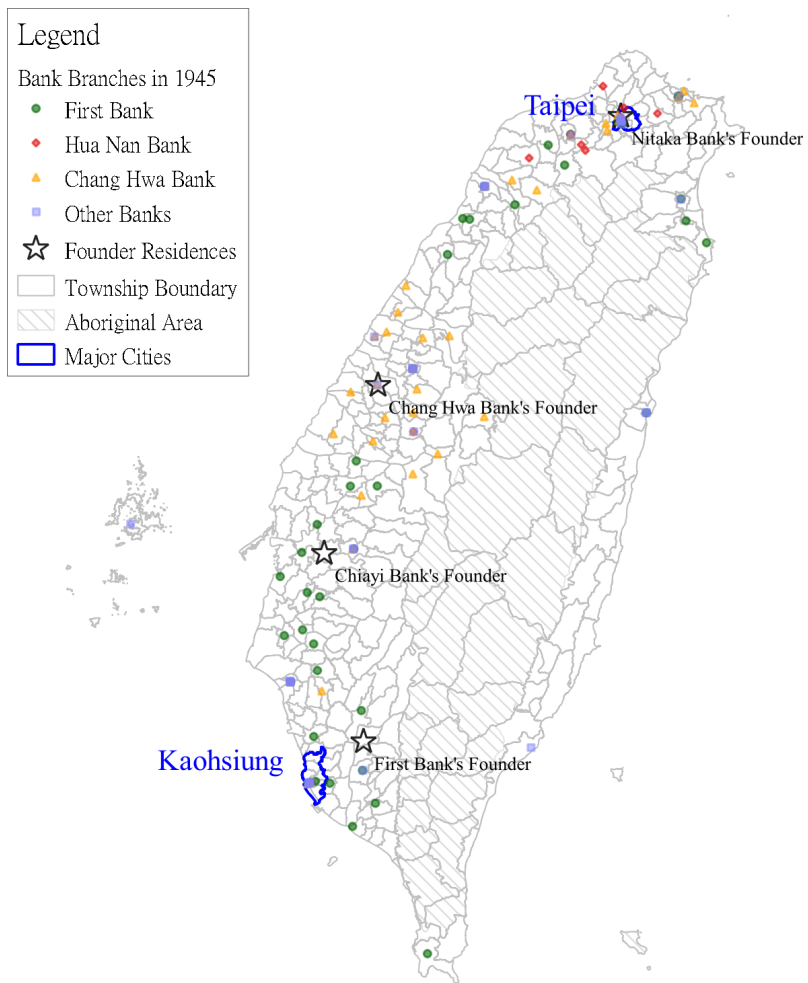 Legend
Bank Branches in 1945
First Bank
Hua Nan Bank
Chang Hwa Bank
Other Banks
Founder Residences
Township Boundary
Aboriginal Area
Major Cities
Taipei
Nitaka Bank's Founder
Chang Hwa Bank's Founder
Chiayi Bank's Founder
Kaohsiung
First Bank's Founder